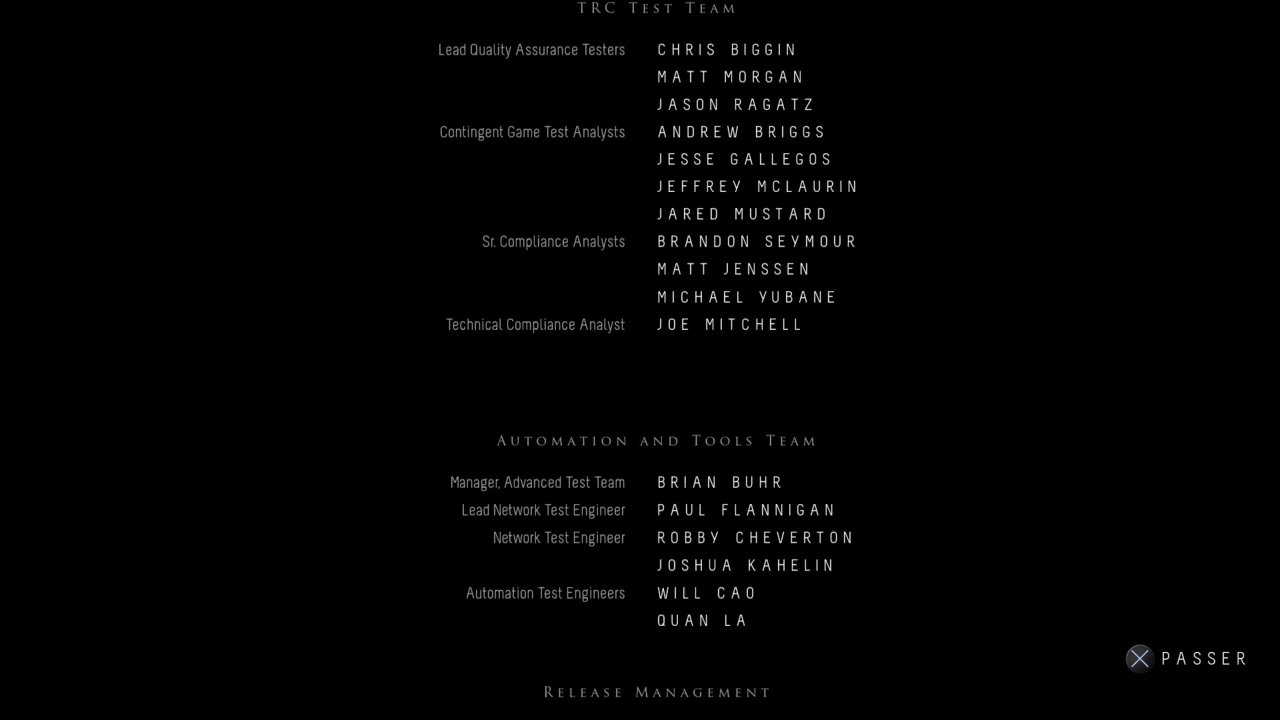 TRC Test Team
Lead Quality Assurance Testers CHRIS BIGGIN
MATT MORGAN
JASON RAGATZ
Contingent Game Test Analysts ANDREW BRIGGS
JESSE GALLEGOS
JEFFREY MCLAURIN
JARED MUSTARD
Sr. Compliance Analysts BRANDON SEYMOUR
MATT JENSSEN
MICHAEL YUBANE
Technical Compliance Analyst JOE MITCHELL
Automation and Tools Team
Manager, Advanced Test Team BRIAN BUHR
Lead Network Test Engineer PAUL FLANNIGAN
Network Test Engineer ROBBY CHEVERTON
JOSHUA KAHELIN
Automation Test Engineers WILL CAO
QUAN LA
PASSER
Release Management